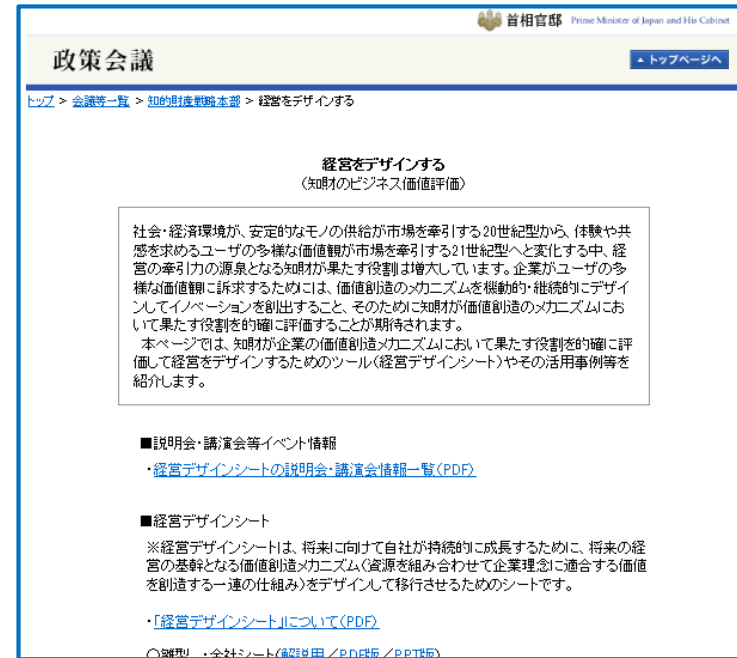 首相官邸 Prime Minister of Japan and His Cabinet
政策会議
▲ トップページへ
トップ > 会議等一覧 > 知的財産戦略本部 > 経営をデザインする
経営をデザインする
(知財のビジネス価値評価)
社会・経済環境が、安定的なモノの供給が市場を牽引する20世紀型から、体験や共
感を求めるユーザの多様な価値観が市場を牽引する21世紀型へと変化する中、経
営の牽引力の源泉となる知財が果たす役割は増大しています。企業がユーザの多
様な価値観に訴求するためには、価値創造のメカニズムを機動的・継続的にデザイ
ンしてイノベーションを創出すること、そのために知財が価値創造のメカニズムにお
いて果たす役割を的確に評価することが期待されます。
本ページでは、知財が企業の価値創造メカニズムにおいて果たす役割を的確に評
価して経営をデザインするためのツール(経営デザインシート)やその活用事例等を
紹介します。
■説明会・講演会等イベント情報
・経営デザインシートの説明会・講演会情報一覧(PDF)
■経営デザインシート
※経営デザインシートは、将来に向けて自社が持続的に成長するために、将来の経
営の基幹となる価値創造メカニズム(資源を組み合わせて企業理念に適合する価値
を創造する一連の仕組み)をデザインして移行させるためのシートです。
・「経営デザインシート」について(PDF)
○雛型 ・全社シート(解説用/PDF版/PPT版)